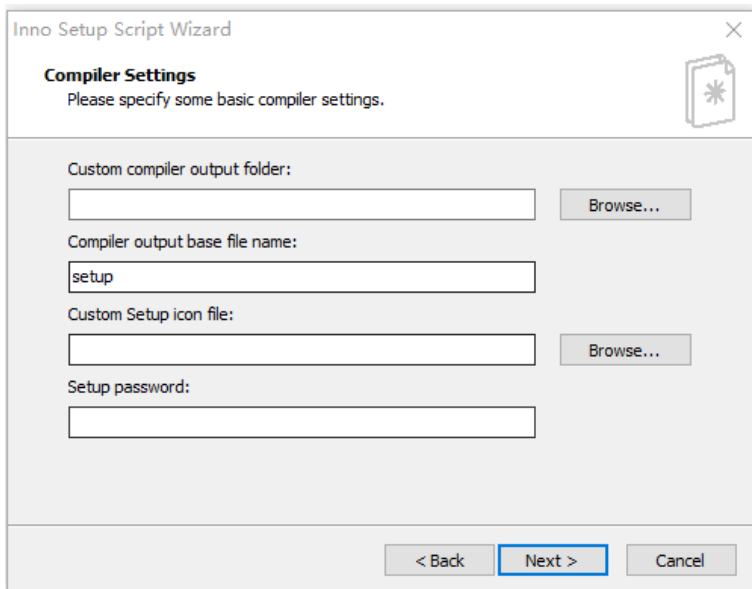 Inno Setup Script Wizard
Compiler Settings
Please specify some basic compiler settings.
Custom compiler output folder:
Browse...
Compiler output base file name:
setup
Custom Setup icon file:
Browse...
Setup password:
< Back
Next >
Cancel